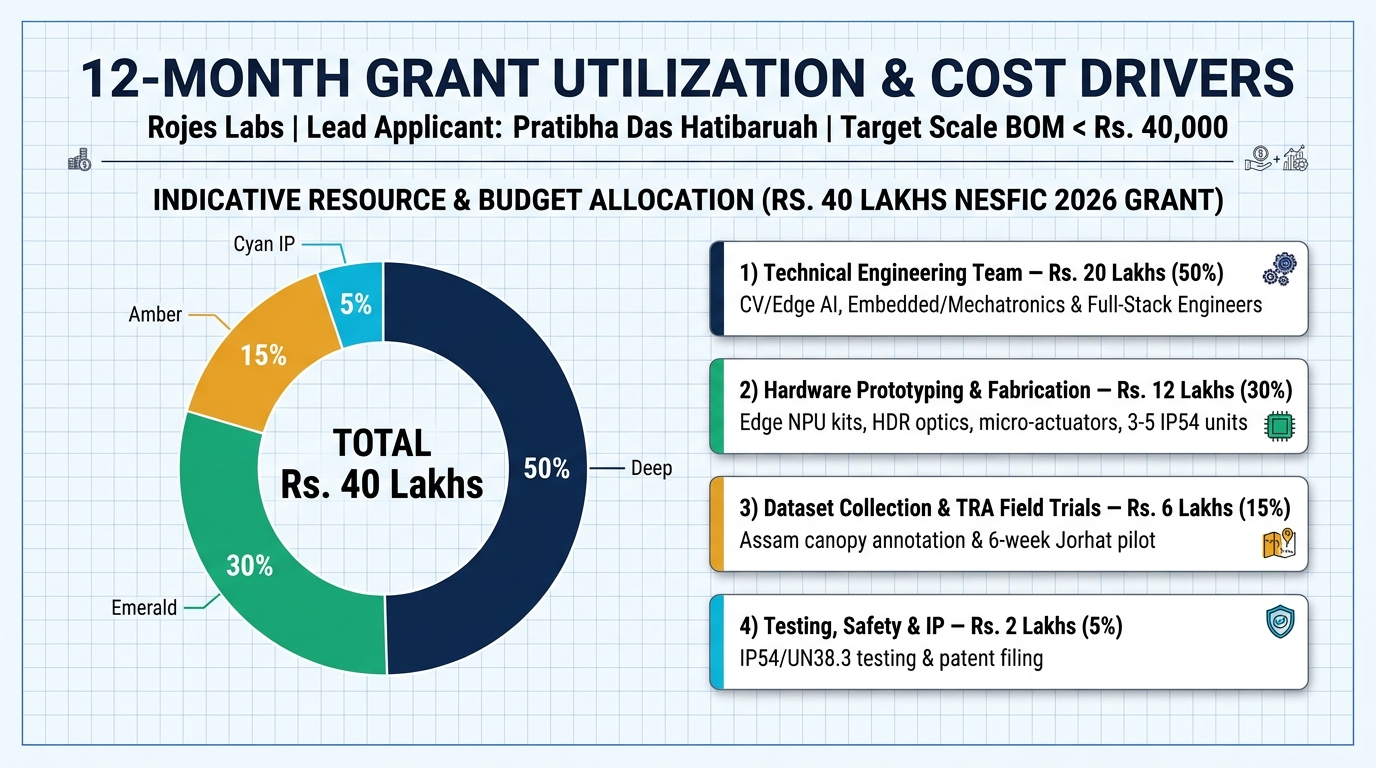 12-MONTH GRANT UTILIZATION & COST DRIVERS
Rojes Labs | Lead Applicant: Pratibha Das Hatibaruah | Target Scale BOM < Rs. 40,000
INDICATIVE RESOURCE & BUDGET ALLOCATION (RS. 40 LAKHS NESFIC 2026 GRANT)
Cyan IP
5%
Amber
15%
TOTAL
Rs. 40 Lakhs
50%
Deep
30%
Emerald
1) Technical Engineering Team — Rs. 20 Lakhs (50%)
CV/Edge AI, Embedded/Mechatronics & Full-Stack Engineers
2) Hardware Prototyping & Fabrication — Rs. 12 Lakhs (30%)
Edge NPU kits, HDR optics, micro-actuators, 3-5 IP54 units
3) Dataset Collection & TRA Field Trials — Rs. 6 Lakhs (15%)
Assam canopy annotation & 6-week Jorhat pilot
4) Testing, Safety & IP — Rs. 2 Lakhs (5%)
IP54/UN38.3 testing & patent filing